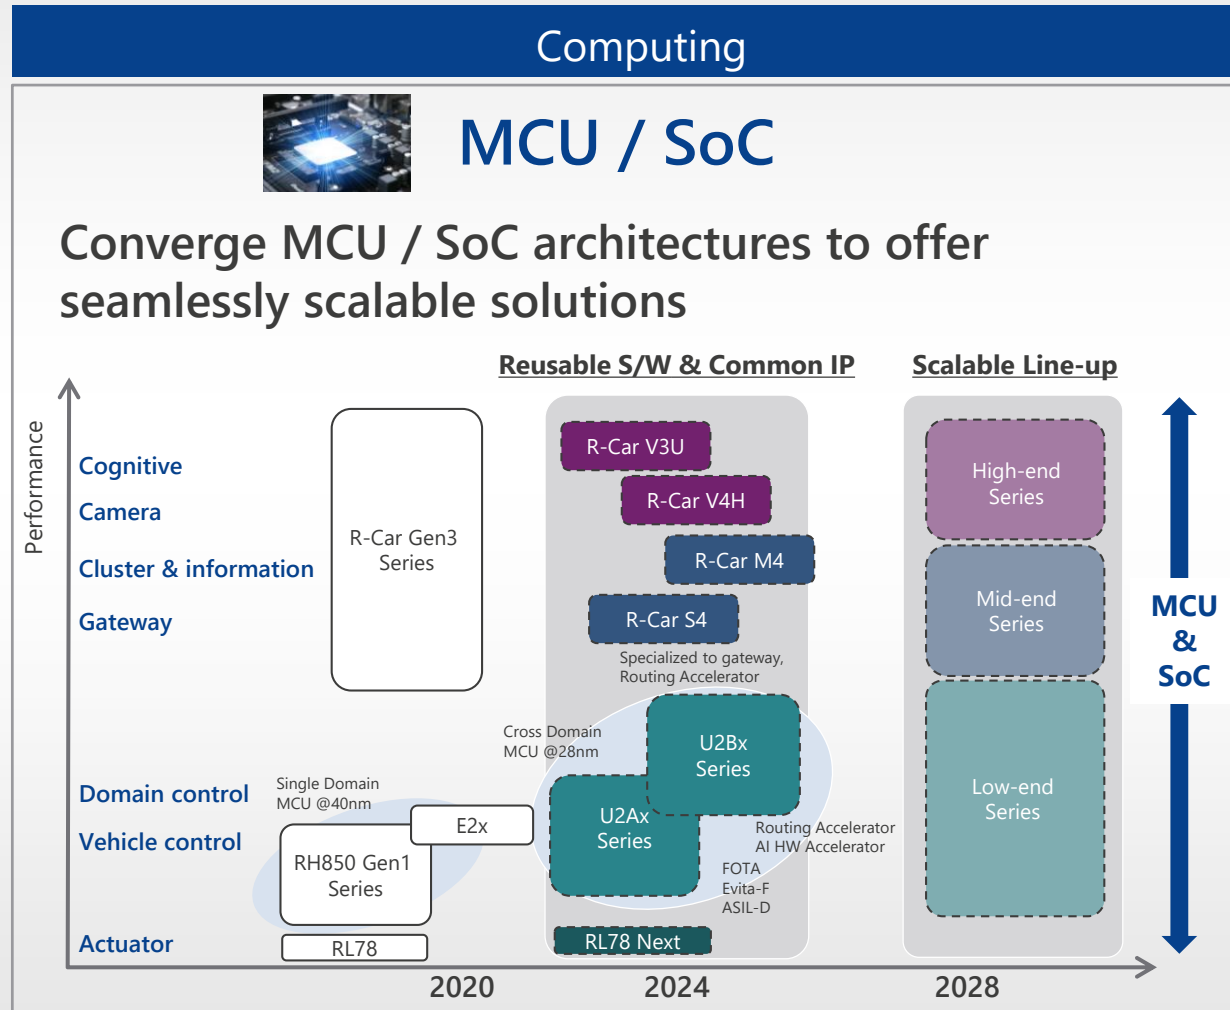 Computing
MCU / SoC
Converge MCU / SoC architectures to offer
seamlessly scalable solutions
Reusable S/W & Common IP
Scalable Line-up
Performance
Cognitive
Camera
Cluster & information
Gateway
Domain control
Vehicle control
Actuator
R-Car Gen3
Series
Single Domain
MCU @40nm
E2x
RH850 Gen1
Series
RL78
R-Car V3U
R-Car V4H
R-Car M4
R-Car S4
Specialized to gateway,
Routing Accelerator
Cross Domain
MCU @28nm
U2Bx
Series
U2Ax
Series
Routing Accelerator
AI HW Accelerator
FOTA
Evita-F
ASIL-D
RL78 Next
High-end
Series
Mid-end
Series
Low-end
Series
MCU
&
SoC
2020
2024
2028